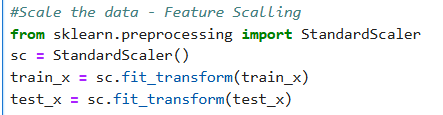 #Scale the data - Feature Scalling
from sklearn.preprocessing import StandardScaler
sc = StandardScaler()
train_x = sc.fit_transform(train_x)
test_x = sc.fit_transform(test_x)